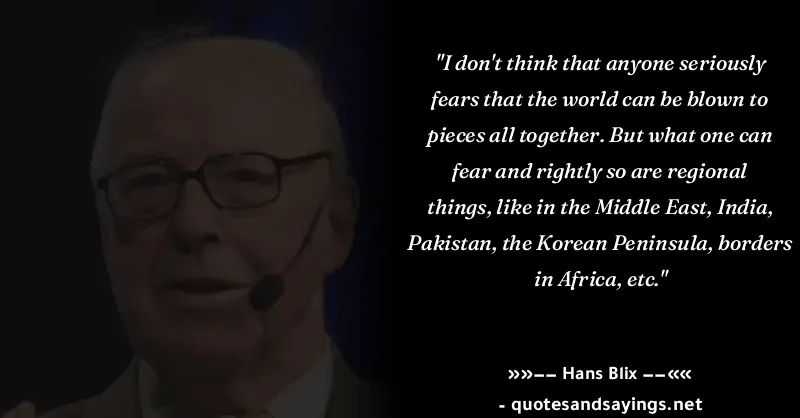 "I don't think that anyone seriously
fears that the world can be blown to
pieces all together. But what one can
fear and rightly so are regional
things, like in the Middle East, India,
Pakistan, the Korean Peninsula, borders
in Africa, etc."
»»−− Hans Blix −−««
- quotesandsayings.net